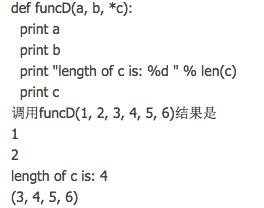 def funcD(a, b, *c):
  print a
  print b
  print "length of c is: %d " % len(c)
  print c
调用funcD(1, 2, 3, 4, 5, 6)结果是
1
2
length of c is: 4
(3, 4, 5, 6)